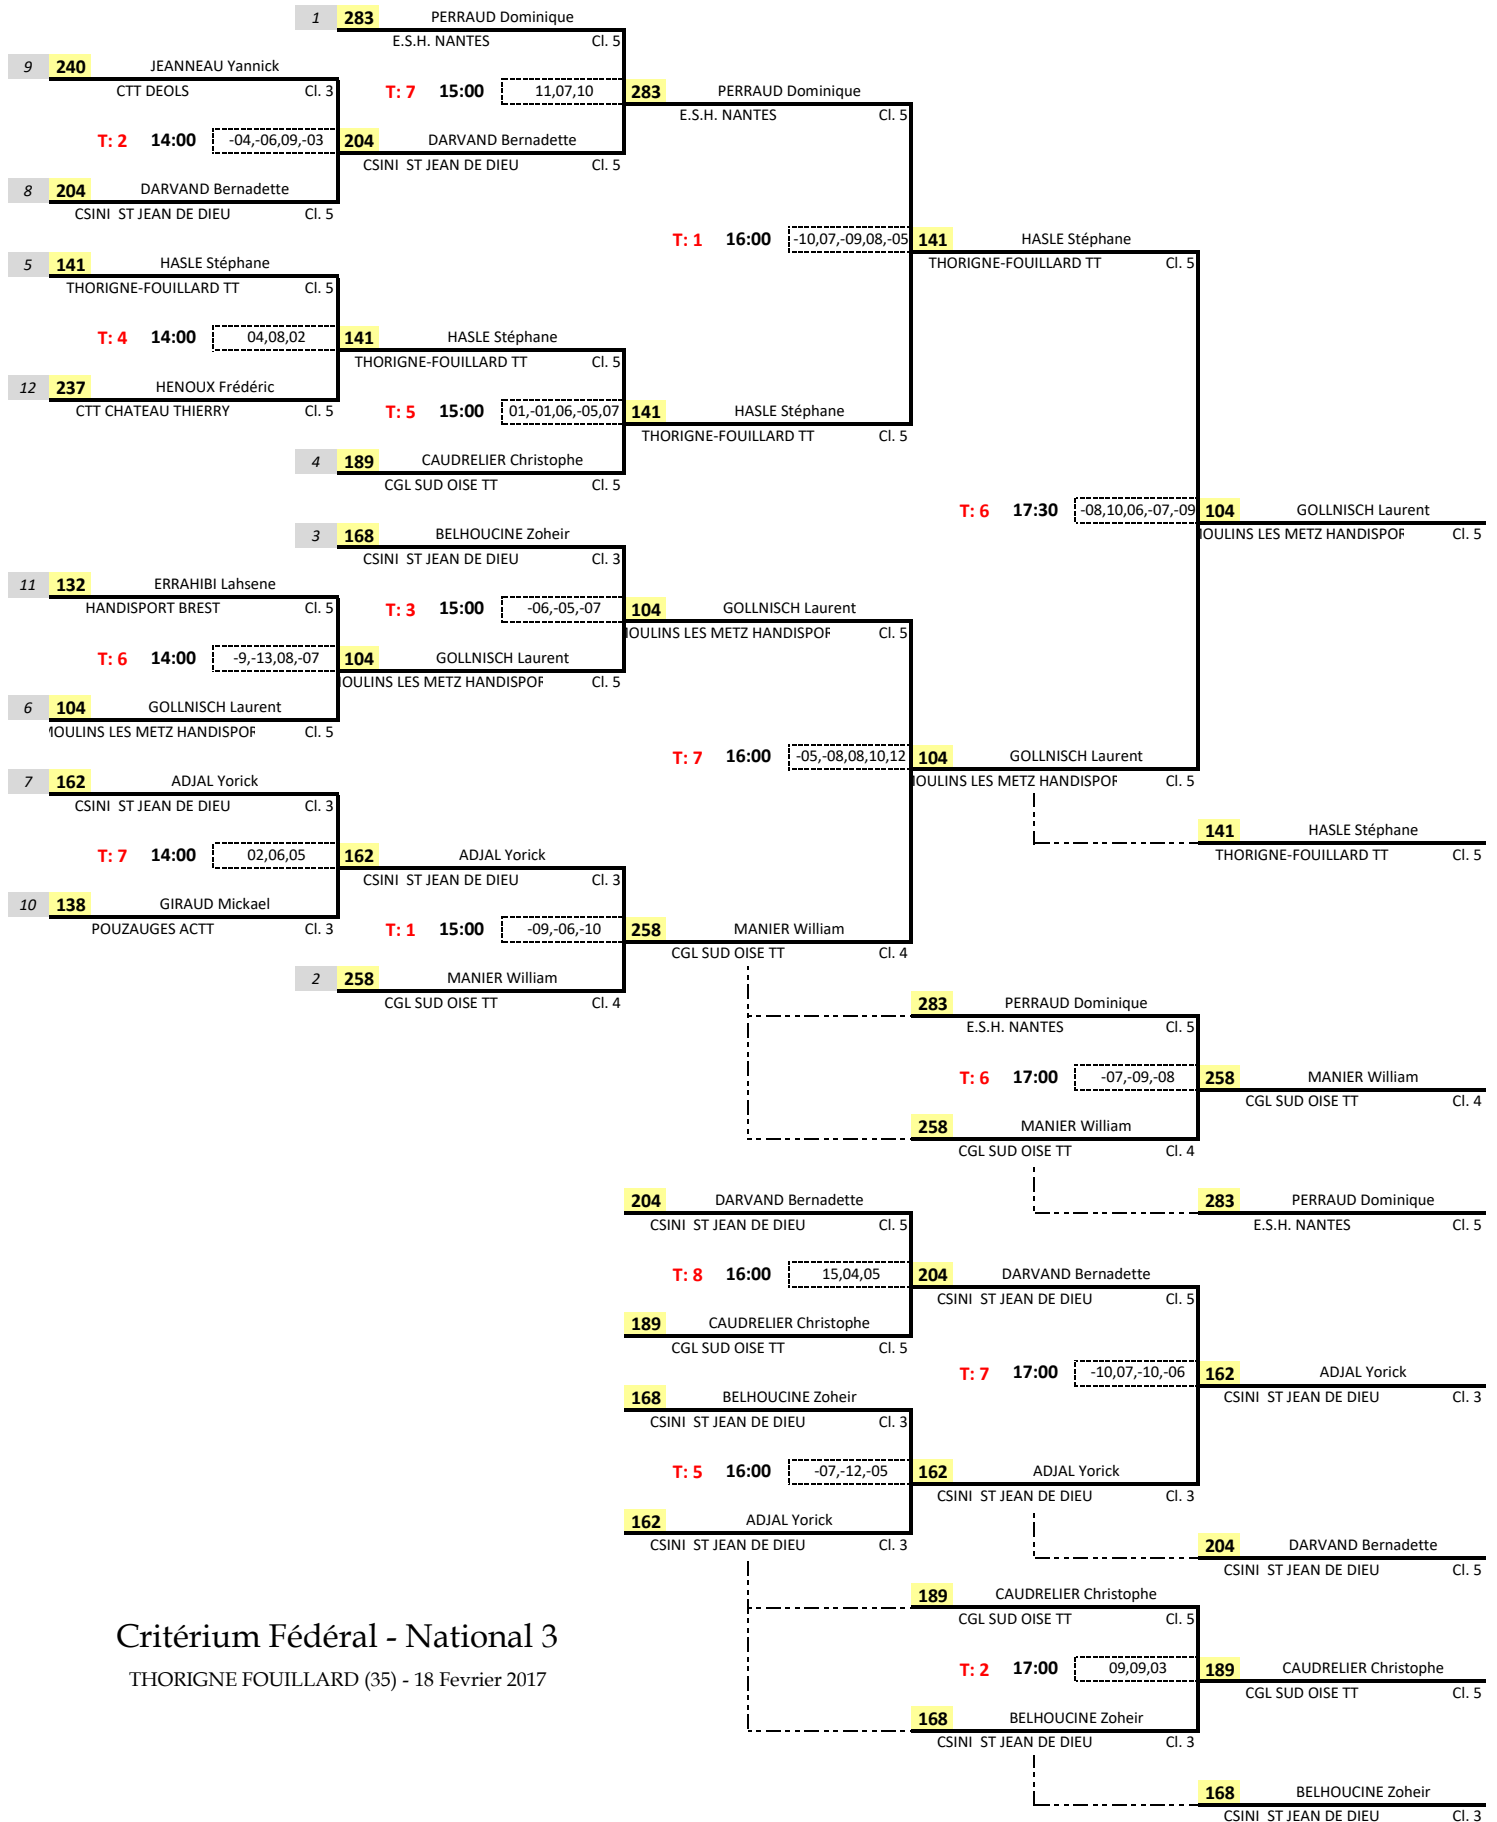 1 283 PERRAUD Dominique
E.S.H. NANTES Cl. 5
9 240 JEANNEAU Yannick
CTT DEOLS Cl. 3
T: 7 15:00 11,07,10 283 PERRAUD Dominique
E.S.H. NANTES Cl. 5
T: 2 14:00 -04,-06,09,-03 204 DARVAND Bernadette
CSINI ST JEAN DE DIEU Cl. 5
8 204 DARVAND Bernadette
CSINI ST JEAN DE DIEU Cl. 5
T: 1 16:00 -10,07,-09,08,-05 141 HASLE Stéphane
THORIGNE-FOUILLARD TT Cl. 5
5 141 HASLE Stéphane
THORIGNE-FOUILLARD TT Cl. 5
T: 4 14:00 04,08,02 141 HASLE Stéphane
THORIGNE-FOUILLARD TT Cl. 5
12 237 HENOUX Frédéric
CTT CHATEAU THIERRY Cl. 5
T: 5 15:00 01,-01,06,-05,07 141 HASLE Stéphane
THORIGNE-FOUILLARD TT Cl. 5
4 189 CAUDRELIER Christophe
CGL SUD OISE TT Cl. 5
T: 6 17:30 -08,10,06,-07,-09 104 GOLLNISCH Laurent
OULINS LES METZ HANDISPOR Cl. 5
3 168 BELHOUCINE Zoheir
CSINI ST JEAN DE DIEU Cl. 3
11 132 ERRAHIBI Lahsene
HANDISPORT BREST Cl. 5
T: 3 15:00 -06,-05,-07 104 GOLLNISCH Laurent
OULINS LES METZ HANDISPOR Cl. 5
T: 6 14:00 -9,-13,08,-07 104 GOLLNISCH Laurent
OULINS LES METZ HANDISPOR Cl. 5
6 104 GOLLNISCH Laurent
MOULINS LES METZ HANDISPOR Cl. 5
T: 7 16:00 -05,-08,08,10,12 104 GOLLNISCH Laurent
OULINS LES METZ HANDISPOR Cl. 5
7 162 ADJAL Yorick
CSINI ST JEAN DE DIEU Cl. 3
141 HASLE Stéphane
THORIGNE-FOUILLARD TT Cl. 5
T: 7 14:00 02,06,05 162 ADJAL Yorick
CSINI ST JEAN DE DIEU Cl. 3
10 138 GIRAUD Mickael
POUZAUGES ACTT Cl. 3
T: 1 15:00 -09,-06,-10 258 MANIER William
CGL SUD OISE TT Cl. 4
2 258 MANIER William
CGL SUD OISE TT Cl. 4
283 PERRAUD Dominique
E.S.H. NANTES Cl. 5
T: 6 17:00 -07,-09,-08 258 MANIER William
CGL SUD OISE TT Cl. 4
258 MANIER William
CGL SUD OISE TT Cl. 4
204 DARVAND Bernadette
CSINI ST JEAN DE DIEU Cl. 5
283 PERRAUD Dominique
E.S.H. NANTES Cl. 5
T: 8 16:00 15,04,05 204 DARVAND Bernadette
CSINI ST JEAN DE DIEU Cl. 5
189 CAUDRELIER Christophe
CGL SUD OISE TT Cl. 5
T: 7 17:00 -10,07,-10,-06 162 ADJAL Yorick
CSINI ST JEAN DE DIEU Cl. 3
168 BELHOUCINE Zoheir
CSINI ST JEAN DE DIEU Cl. 3
T: 5 16:00 -07,-12,-05 162 ADJAL Yorick
CSINI ST JEAN DE DIEU Cl. 3
162 ADJAL Yorick
CSINI ST JEAN DE DIEU Cl. 3
204 DARVAND Bernadette
CSINI ST JEAN DE DIEU Cl. 5
189 CAUDRELIER Christophe
CGL SUD OISE TT Cl. 5
Critérium Fédéral - National 3
THORIGNE FOUILLARD (35) - 18 Fevrier 2017
T: 2 17:00 09,09,03 189 CAUDRELIER Christophe
CGL SUD OISE TT Cl. 5
168 BELHOUCINE Zoheir
CSINI ST JEAN DE DIEU Cl. 3
168 BELHOUCINE Zoheir
CSINI ST JEAN DE DIEU Cl. 3